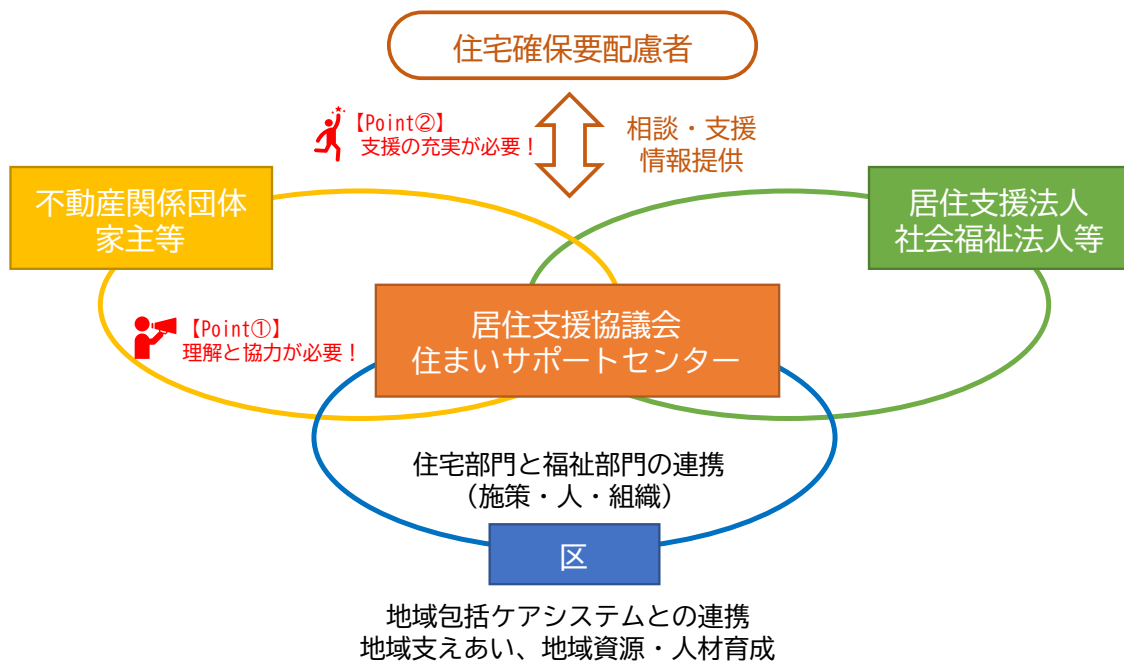 住宅確保要配慮者
【Point②】
支援の充実が必要！
相談・支援
情報提供
不動産関係団体
家主等
居住支援法人
社会福祉法人等
【Point①】
理解と協力が必要！
居住支援協議会
住まいサポートセンター
住宅部門と福祉部門の連携
（施策・人・組織）
区
地域包括ケアシステムとの連携
地域支えあい、地域資源・人材育成